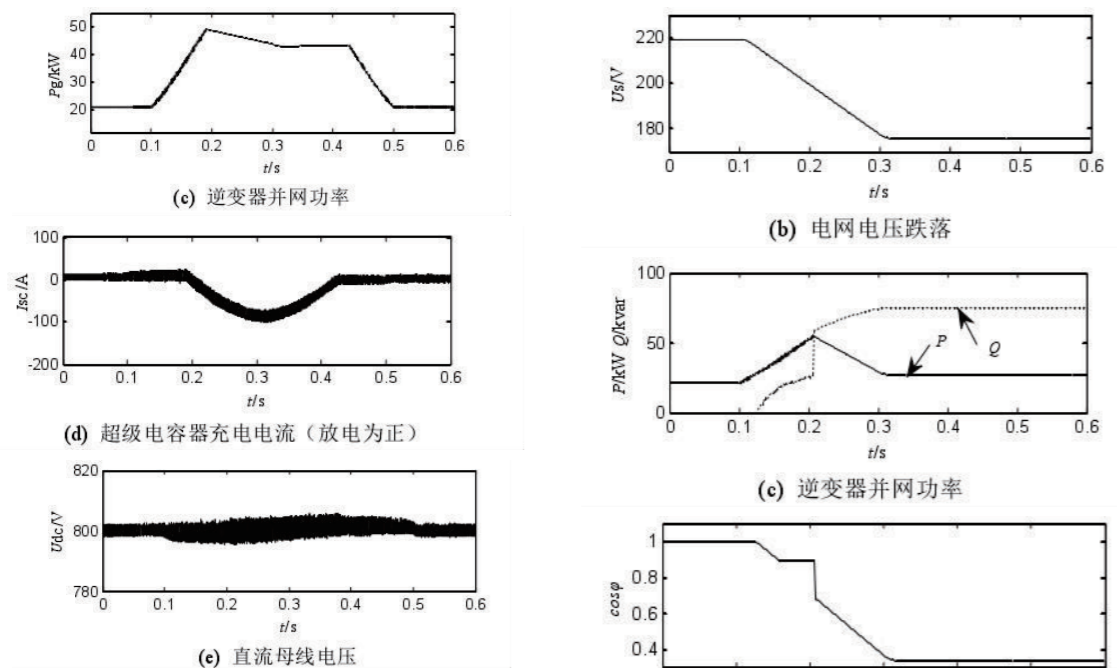 50
40
30
20
Pg/kW
0 0.1 0.2 0.3 0.4 0.5 0.6
t/s
(c) 逆变器并网功率
100
0
-100
-200
Isc/A
0 0.1 0.2 0.3 0.4 0.5 0.6
t/s
(d) 超级电容器充电电流（放电为正）
820
800
780
Udc/V
0 0.1 0.2 0.3 0.4 0.5 0.6
t/s
(e) 直流母线电压
220
200
180
Us/V
0 0.1 0.2 0.3 0.4 0.5 0.6
t/s
(b) 电网电压跌落
100
50
0
P/kW Q/kvar
P
Q
0 0.1 0.2 0.3 0.4 0.5 0.6
t/s
(c) 逆变器并网功率
1
0.8
0.6
0.4
cosφ